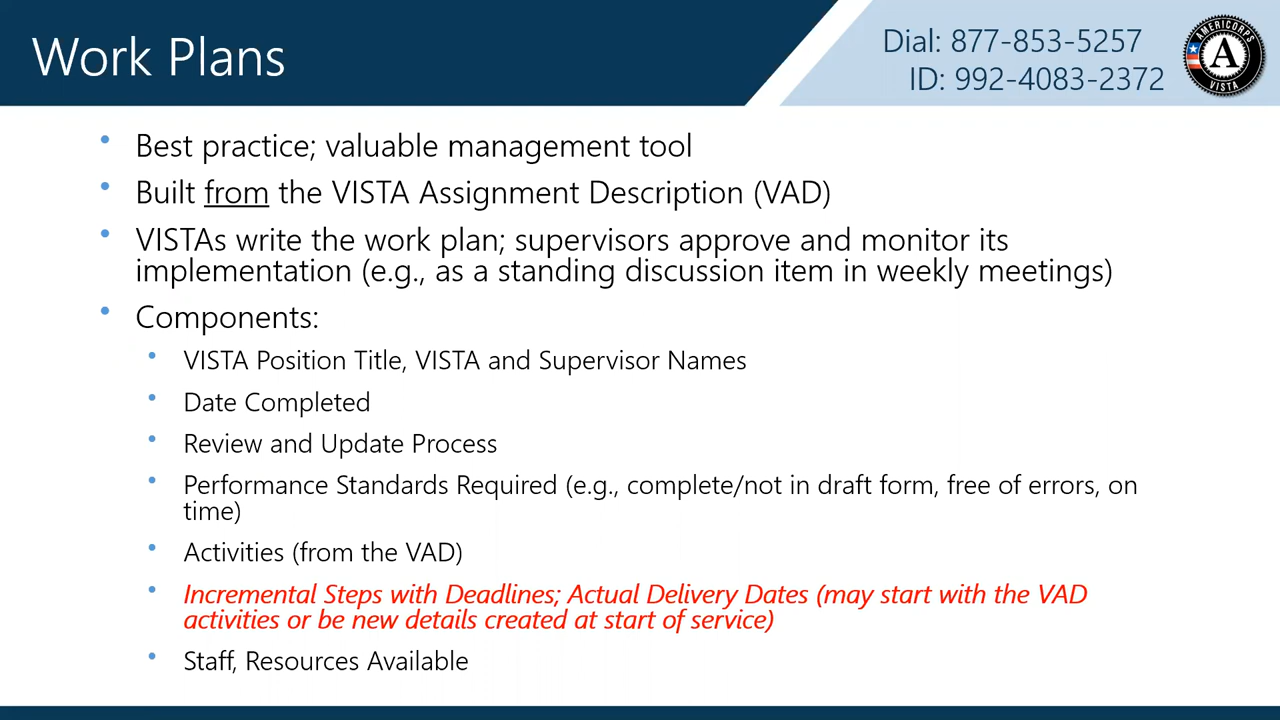 Work Plans
Dial: 877-853-5257
ID: 992-4083-2372
AMERICORPS
A
VISTA
• Best practice; valuable management tool
• Built from the VISTA Assignment Description (VAD)
• VISTAs write the work plan; supervisors approve and monitor its
implementation (e.g., as a standing discussion item in weekly meetings)
• Components:
• VISTA Position Title, VISTA and Supervisor Names
• Date Completed
• Review and Update Process
• Performance Standards Required (e.g., complete/not in draft form, free of errors, on
time)
• Activities (from the VAD)
• Incremental Steps with Deadlines; Actual Delivery Dates (may start with the VAD
activities or be new details created at start of service)
• Staff, Resources Available